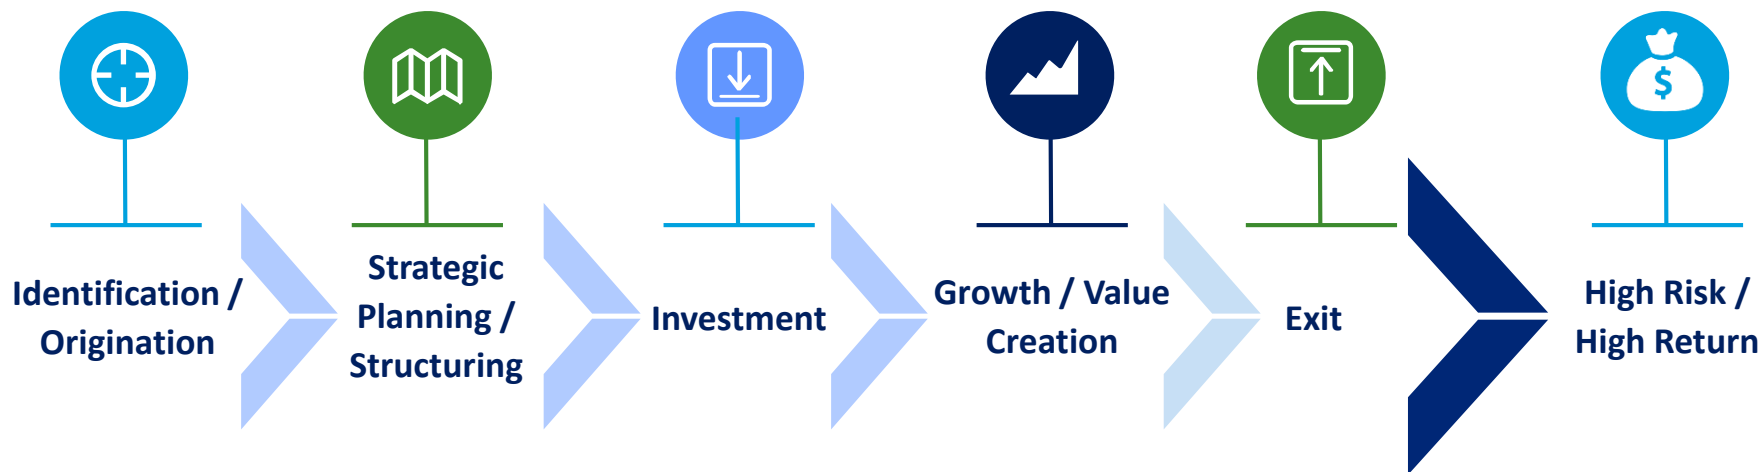 $
Identification /
Origination
Strategic
Planning /
Structuring
Investment
Growth / Value
Creation
Exit
High Risk /
High Return